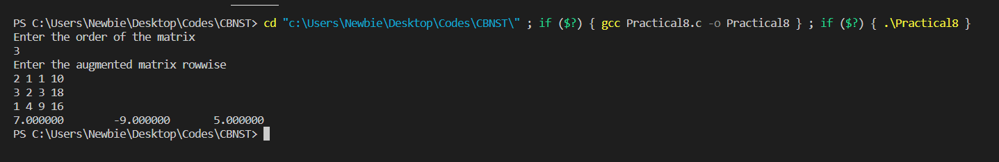 PS C:\Users\Newbie\Desktop\Codes\CBNST> cd "c:\Users\Newbie\Desktop\Codes\CBNST\" ; if ($?) { gcc Practical8.c -o Practical8 } ; if ($?) { .\Practical8 }
Enter the order of the matrix
3
Enter the augmented matrix rowwise
2 1 1 10
3 2 3 18
1 4 9 16
7.000000        -9.000000       5.000000
PS C:\Users\Newbie\Desktop\Codes\CBNST>